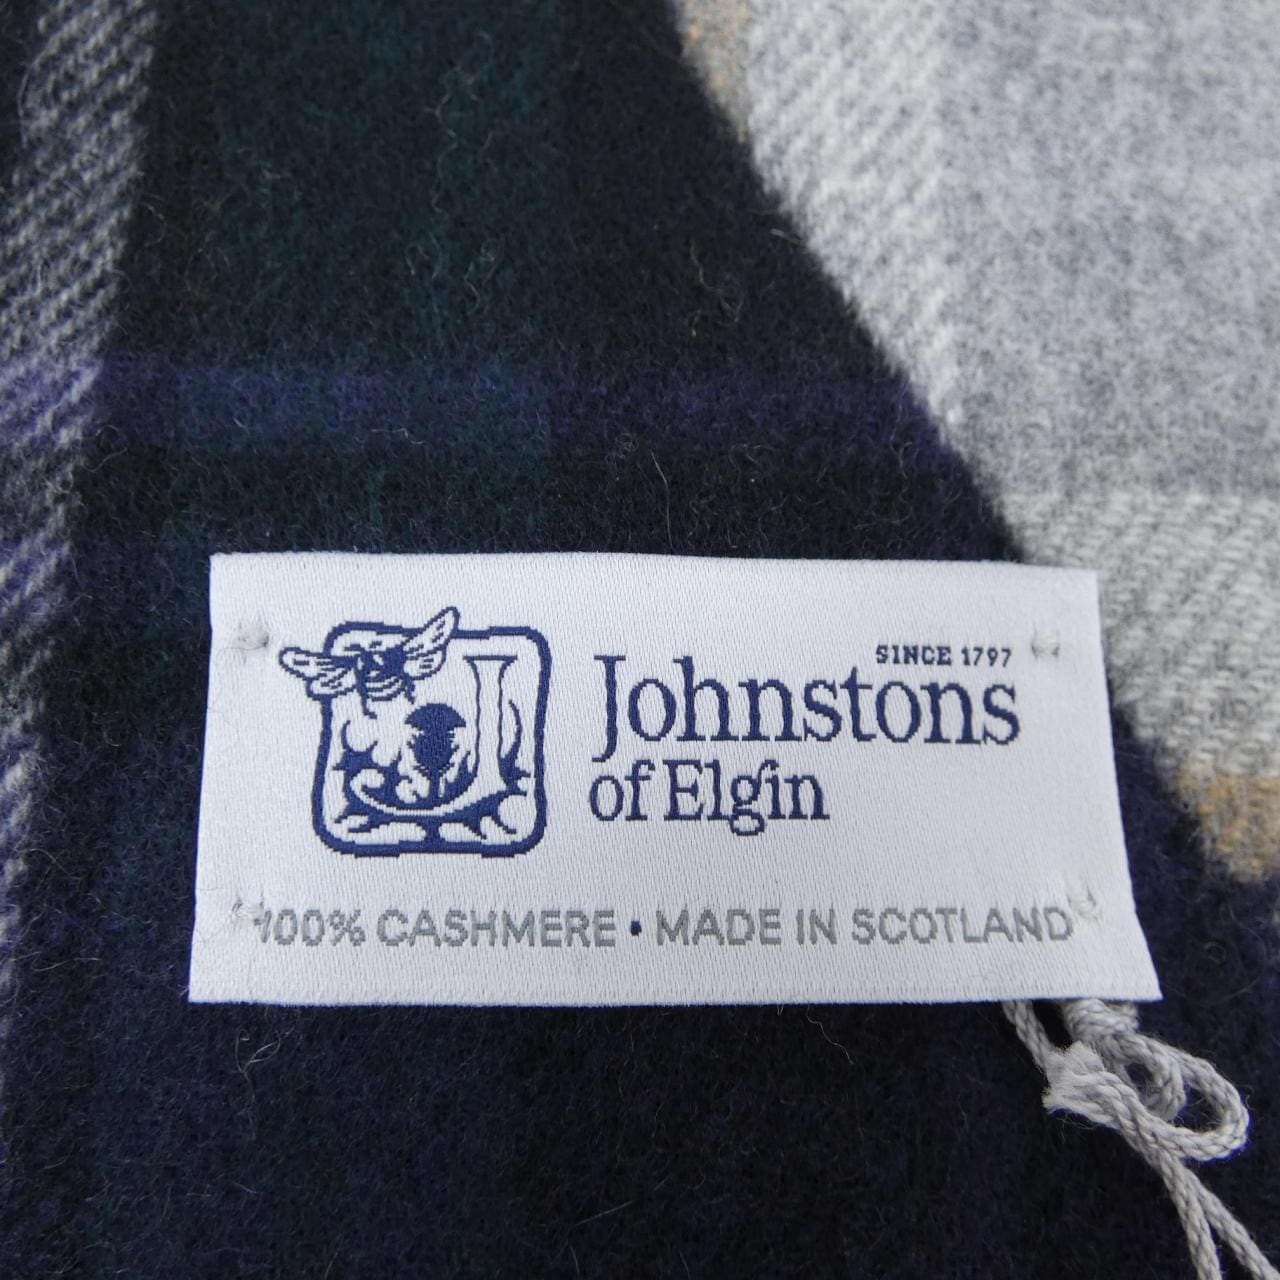 SINCE 1797
Johnstons
of Elgin
100% CASHMERE • MADE IN SCOTLAND